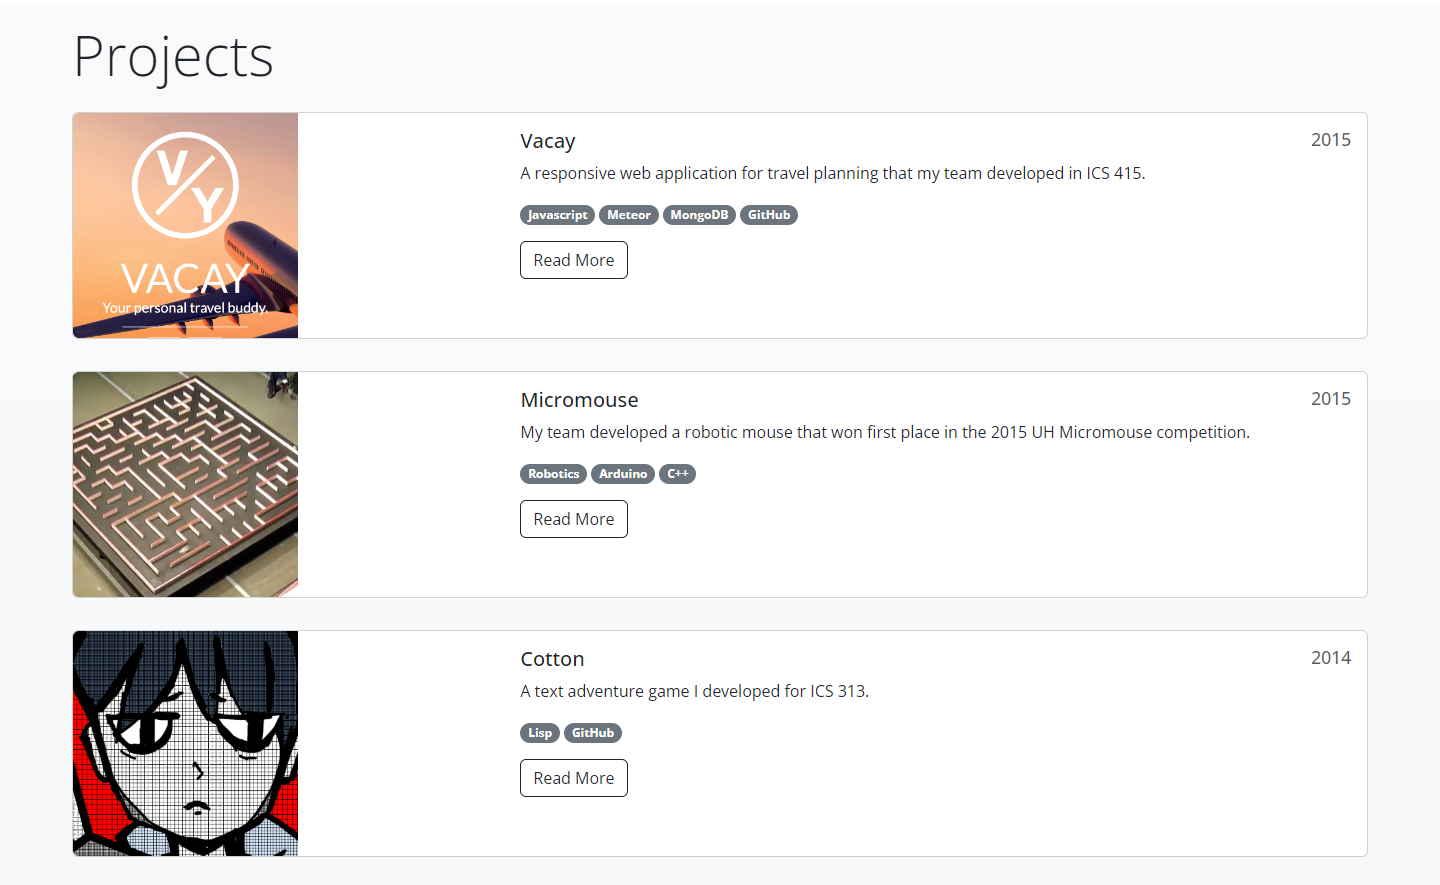 Projects
V
Y
VACAY
Your personal travel buddy.
Vacay
2015
A responsive web application for travel planning that my team developed in ICS 415.
Javascript Meteor MongoDB GitHub
Read More
Micromouse
2015
My team developed a robotic mouse that won first place in the 2015 UH Micromouse competition.
Robotics Arduino C++
Read More
Cotton
2014
A text adventure game I developed for ICS 313.
Lisp GitHub
Read More